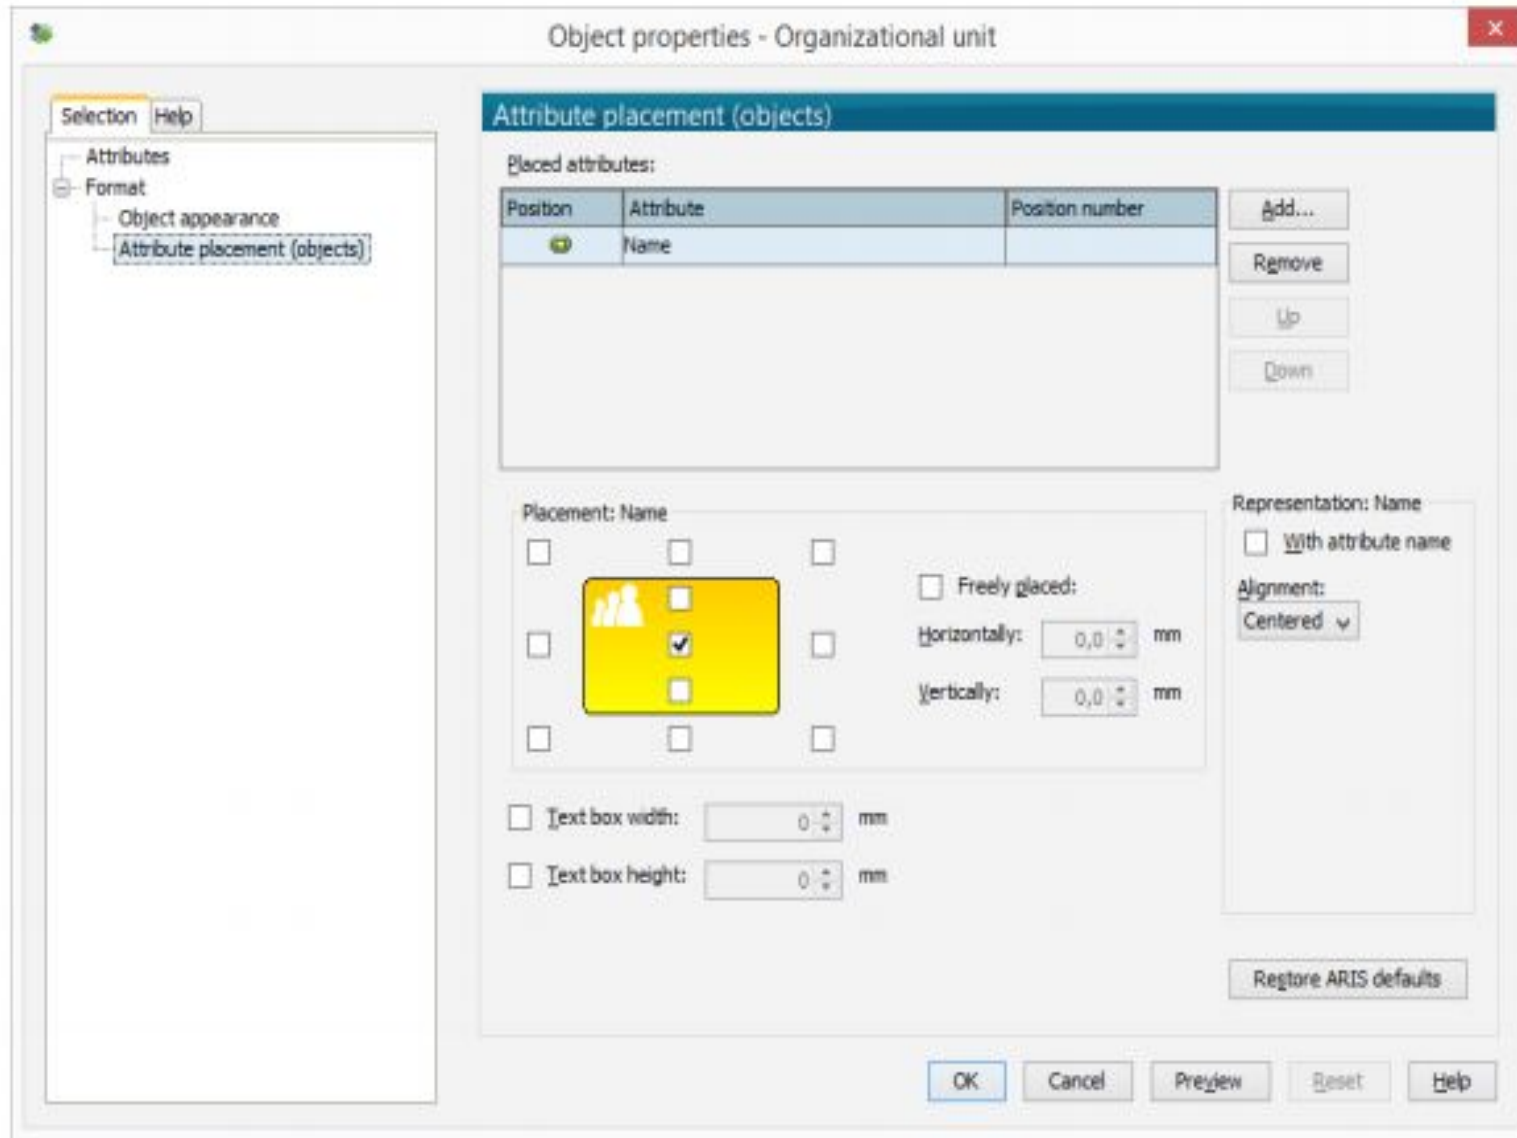 Object properties - Organizational unit
x
Selection Help
Attributes
Format
Object appearance
Attribute placement (objects)
Attribute placement (objects)
Placed attributes:
Position Attribute Position number
Name
Add...
Remove
Up
Down
Placement: Name
Freely placed:
Horizontally: 0,0 mm
Vertically: 0,0 mm
Representation: Name
With attribute name
Alignment:
Centered
Text box width: 0 mm
Text box height: 0 mm
Restore ARIS defaults
OK Cancel Preview Reset Help